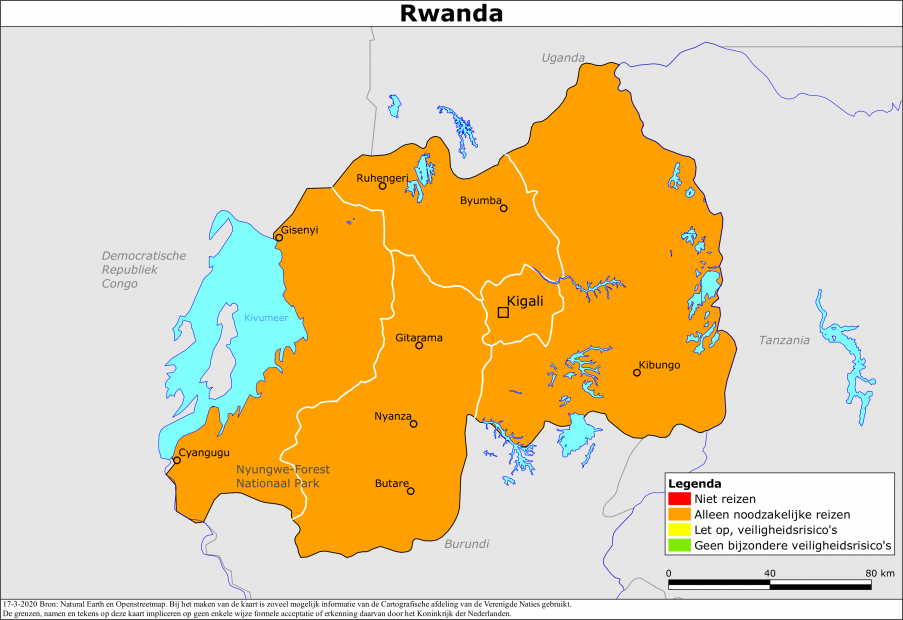 Rwanda
Uganda
Ruhengeri
Byumba
Gisenyi
Democratische
Republiek
Congo
Kivumeer
Kigali
Gitarama
Tanzania
Kibungo
Nyanza
Cyangugu
Nyungwe-Forest
Nationaal Park
Butare
Burundi
Legenda
Niet reizen
Alleen noodzakelijke reizen
Let op, veiligheidsrisico's
Geen bijzondere veiligheidsrisico's
0 40 80 km
17-3-2020 Bron: Natural Earth en Openstreetmap. Bij het maken van de kaart is zoveel mogelijk informatie van de Cartografische afdeling van de Verenigde Naties gebruikt.
De grenzen, namen en tekens op deze kaart impliceren op geen enkele wijze formele acceptatie of erkenning daarvan door het Koninkrijk der Nederlanden.